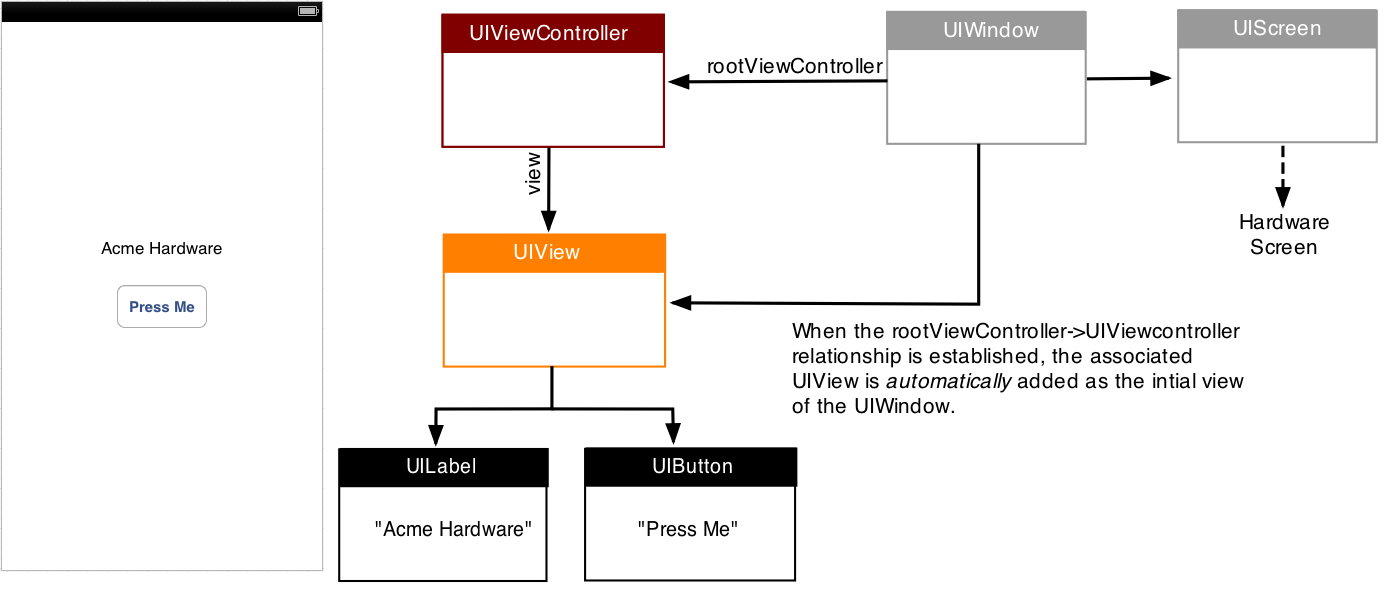 Acme Hardware
Press Me
UIViewController
UIWindow
UIScreen
rootViewController
view
Hardware
Screen
UIView
When the rootViewController->UIViewcontroller
relationship is established, the associated
UIView is automatically added as the intial view
of the UIWindow.
UILabel
"Acme Hardware"
UIButton
"Press Me"